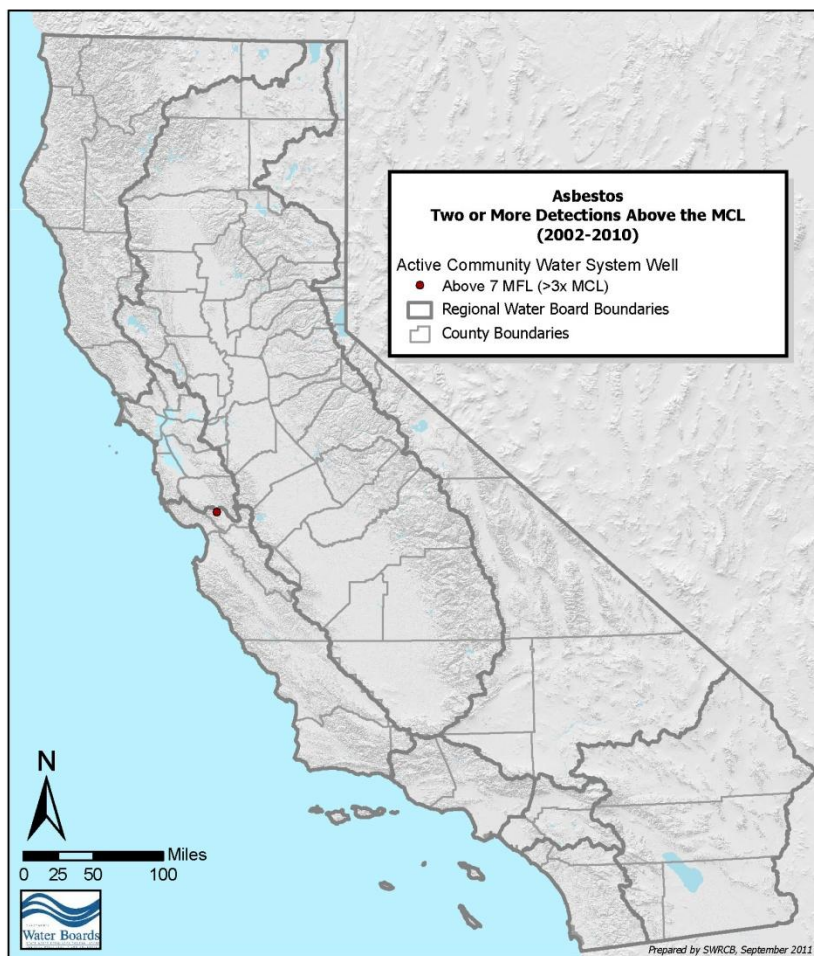 Asbestos
Two or More Detections Above the MCL
(2002-2010)
Active Community Water System Well
Above 7 MFL (>3x MCL)
Regional Water Board Boundaries
County Boundaries
N
Miles
0 25 50 100
Water Boards
Prepared by SWRCB, September 2011